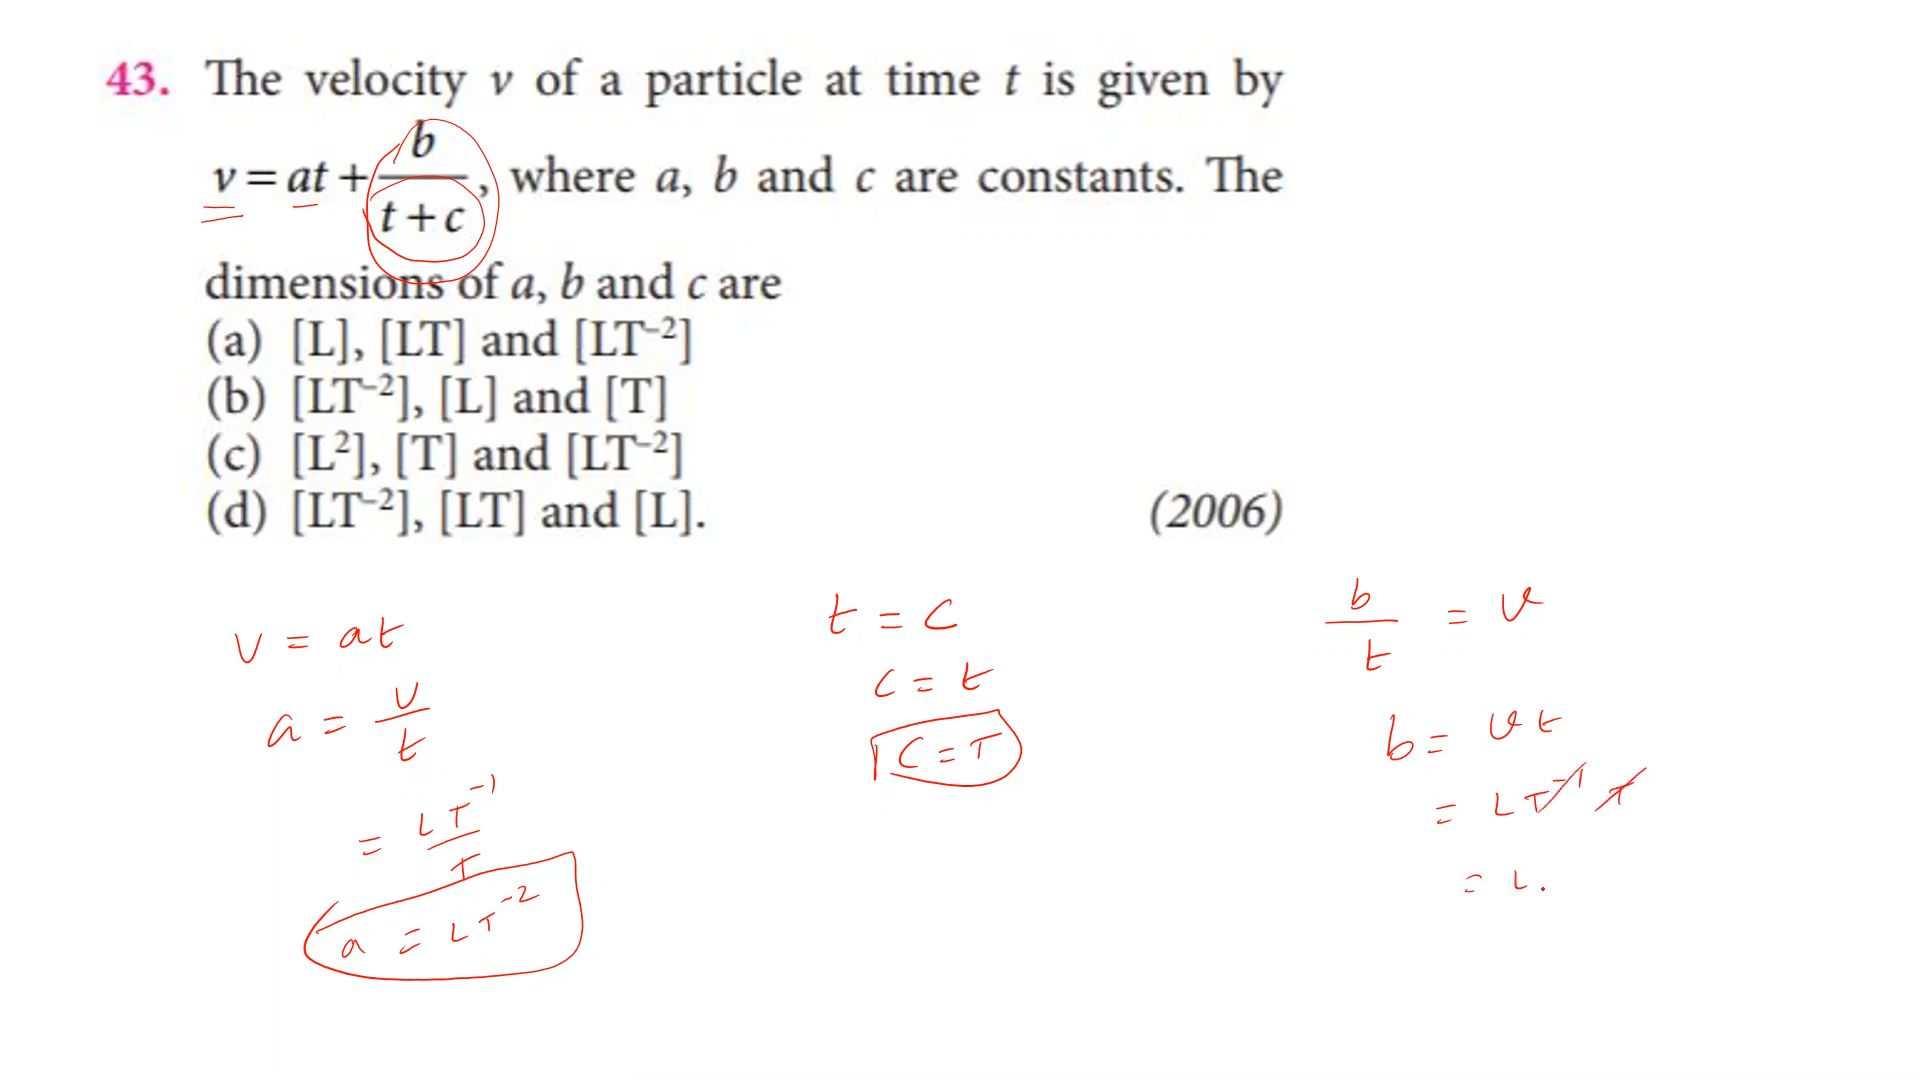 43. The velocity v of a particle at time t is given by
v = at + b/(t + c), where a, b and c are constants. The
dimensions of a, b and c are
(a) [L], [LT] and [LT⁻²]
(b) [LT⁻²], [L] and [T]
(c) [L²], [T] and [LT⁻²]
(d) [LT⁻²], [LT] and [L]. (2006)
v = at
a = v/t
= LT⁻¹/T
a = LT⁻²
t = c
c = t
c = T
b/t = v
b = vt
= LT⁻¹ T
= L.